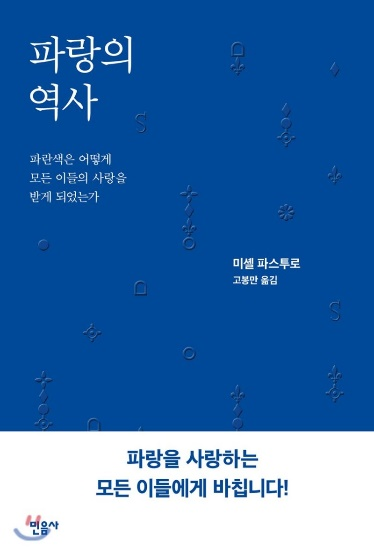 파랑의
역사
파란색은 어떻게
모든 이들의 사랑을
받게 되었는가
미셸 파스투로
고봉만 옮김
파랑을 사랑하는
모든 이들에게 바칩니다!
민음사